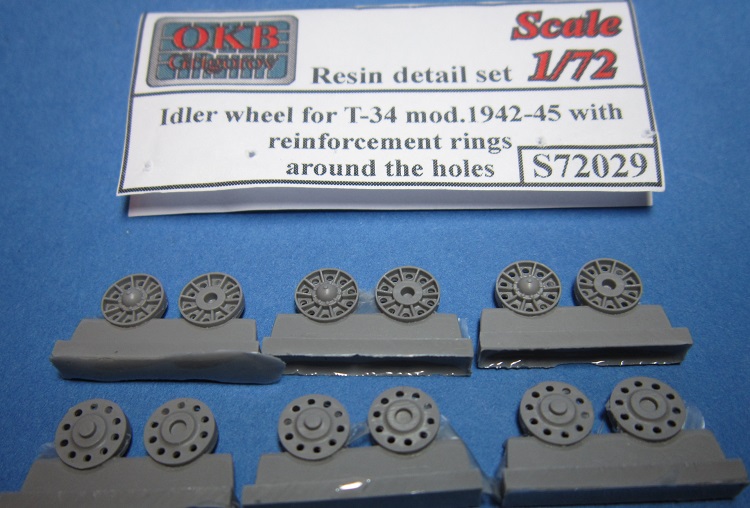 OKB
Grigorov
Scale
1/72
Resin detail set
Idler wheel for T-34 mod.1942-45 with
reinforcement rings
around the holes
S72029